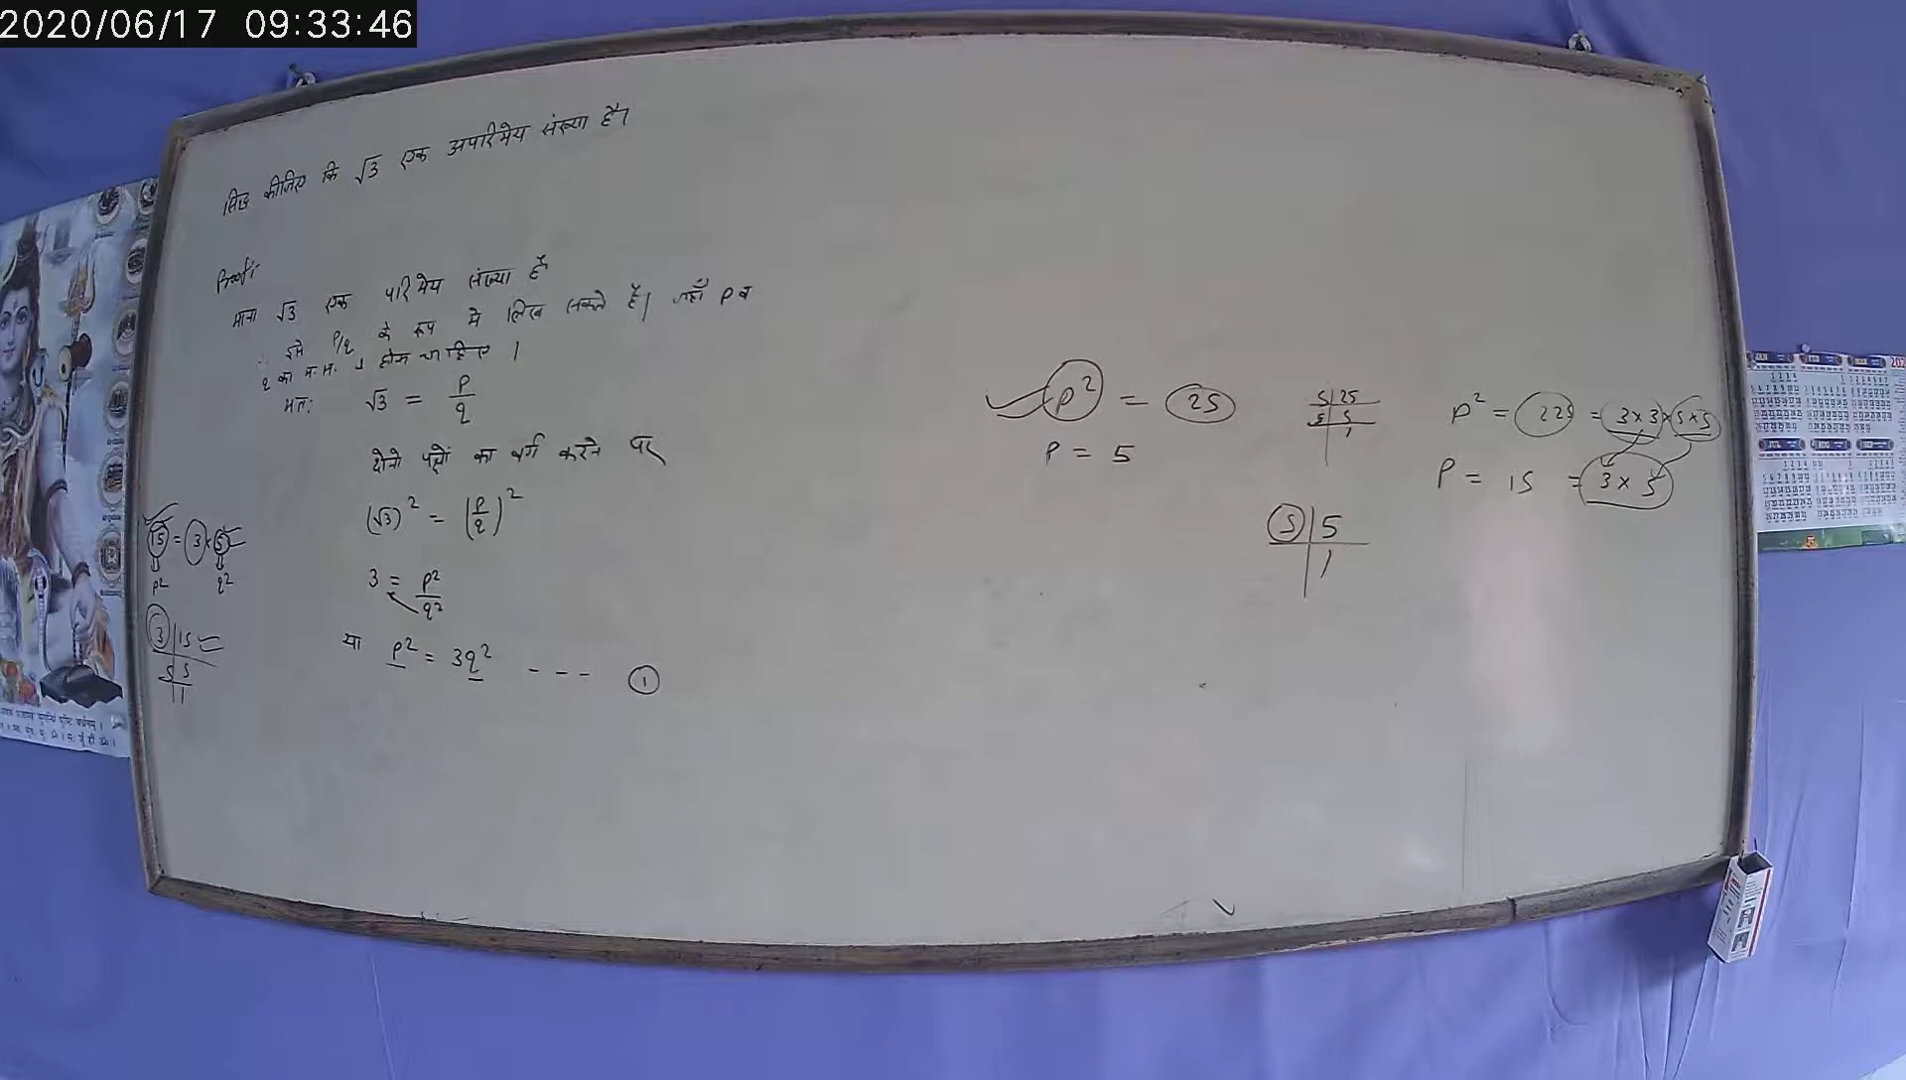 2020/06/17 09:33:46
सिद्ध कीजिए कि √3 एक अपरिमेय संख्या है।
Proof:-
माना √3 एक परिमेय संख्या है
∴ इसे P/q के रूप मे लिख सकते है। जहाँ P व
q का म.स. 1 होना चाहिए ।
अतः √3 = P/q
दोनो पक्षों का वर्ग करने पर
(√3)² = (P/q)²
3 = P²/q²
या P² = 3q² - - - ①
15 = 3 × 5
P² q²
3 | 15
5 | 5
1
P² = 25
P = 5
5 | 25
5 | 5
1
5 | 5
1
P² = 225 = 3×3×5×5
P = 15 = 3 × 5